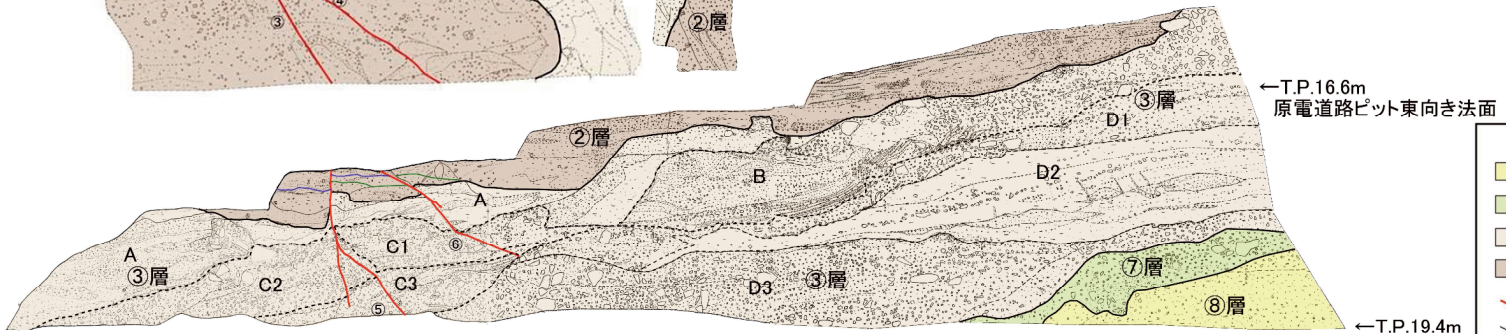 ③
④
②層
←T.P.16.6m
原電道路ピット東向き法面
③層
D1
②層
B
D2
A
A
C1
⑥
③層
⑦層
C2
C3
D3
③層
⑧層
⑤
←T.P.19.4m